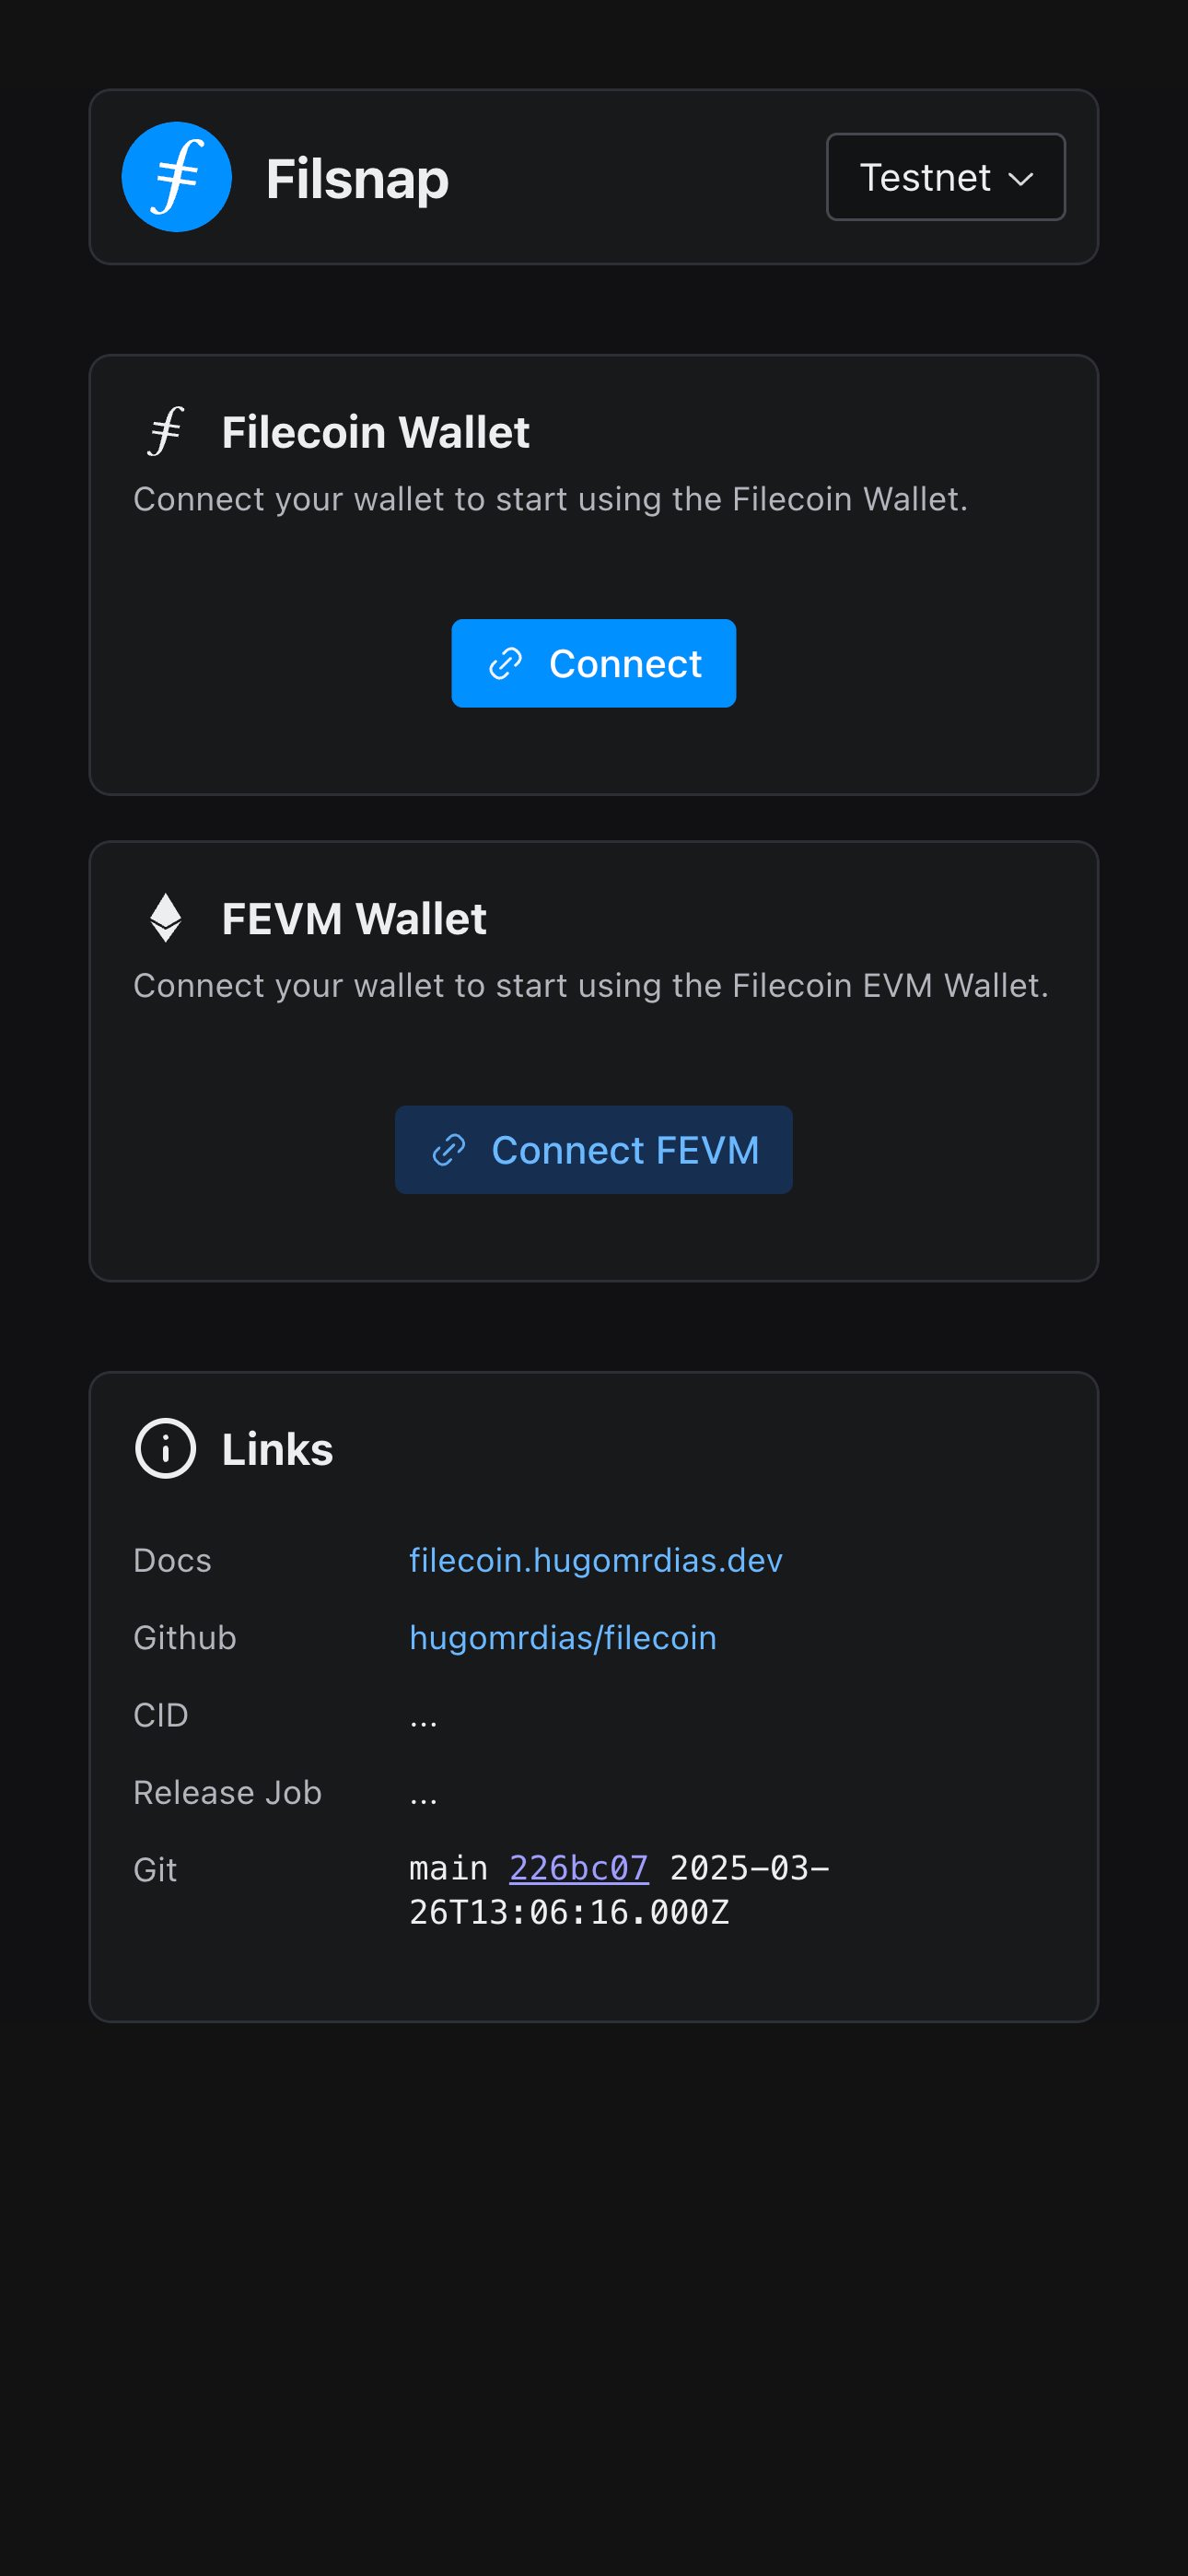 Filsnap
Testnet
Filecoin Wallet
Connect your wallet to start using the Filecoin Wallet.
Connect
FEVM Wallet
Connect your wallet to start using the Filecoin EVM Wallet.
Connect FEVM
Links
Docs filecoin.hugomrdias.dev
Github hugomrdias/filecoin
CID ...
Release Job ...
Git main 226bc07 2025-03-
26T13:06:16.000Z